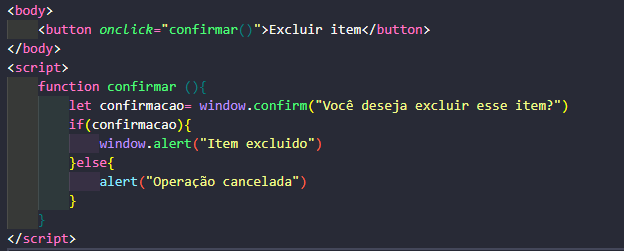 <body>
<button onclick="confirmar()">Excluir item</button>
</body>
<script>
function confirmar (){
let confirmacao= window.confirm("Você deseja excluir esse item?")
if(confirmacao){
window.alert("Item excluido")
}else{
alert("Operação cancelada")
}
}
</script>